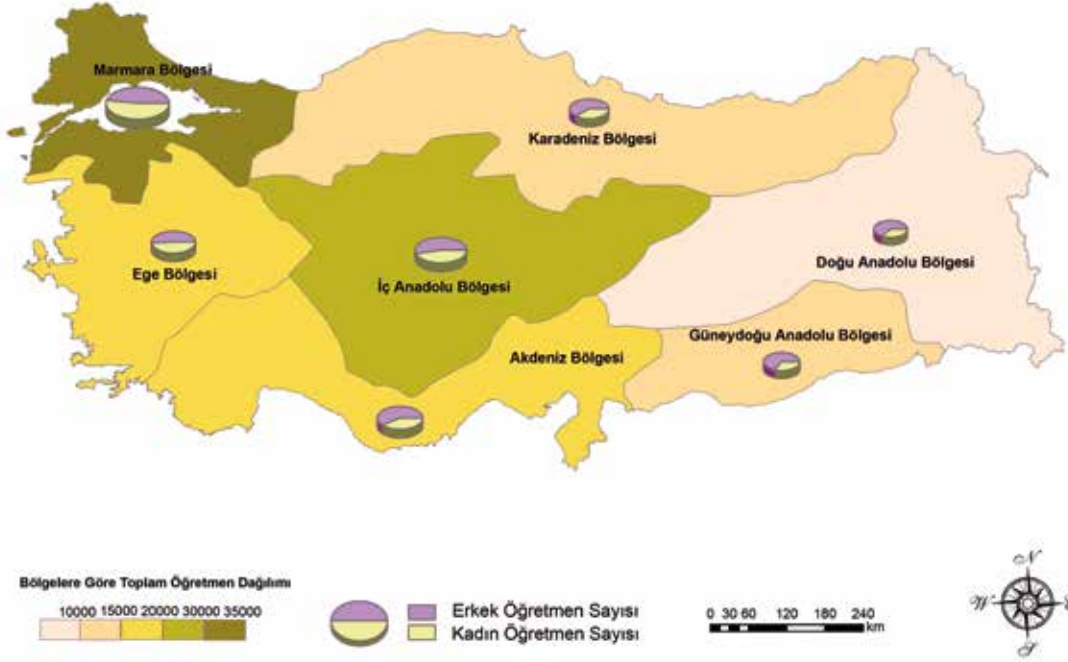 Marmara Bölgesi
Karadeniz Bölgesi
Ege Bölgesi
İç Anadolu Bölgesi
Doğu Anadolu Bölgesi
Güneydoğu Anadolu Bölgesi
Akdeniz Bölgesi
Bölgelere Göre Toplam Öğretmen Dağılımı
10000 15000 20000 30000 35000
Erkek Öğretmen Sayısı
Kadın Öğretmen Sayısı
0 30 60 120 180 240
km
N
W
S